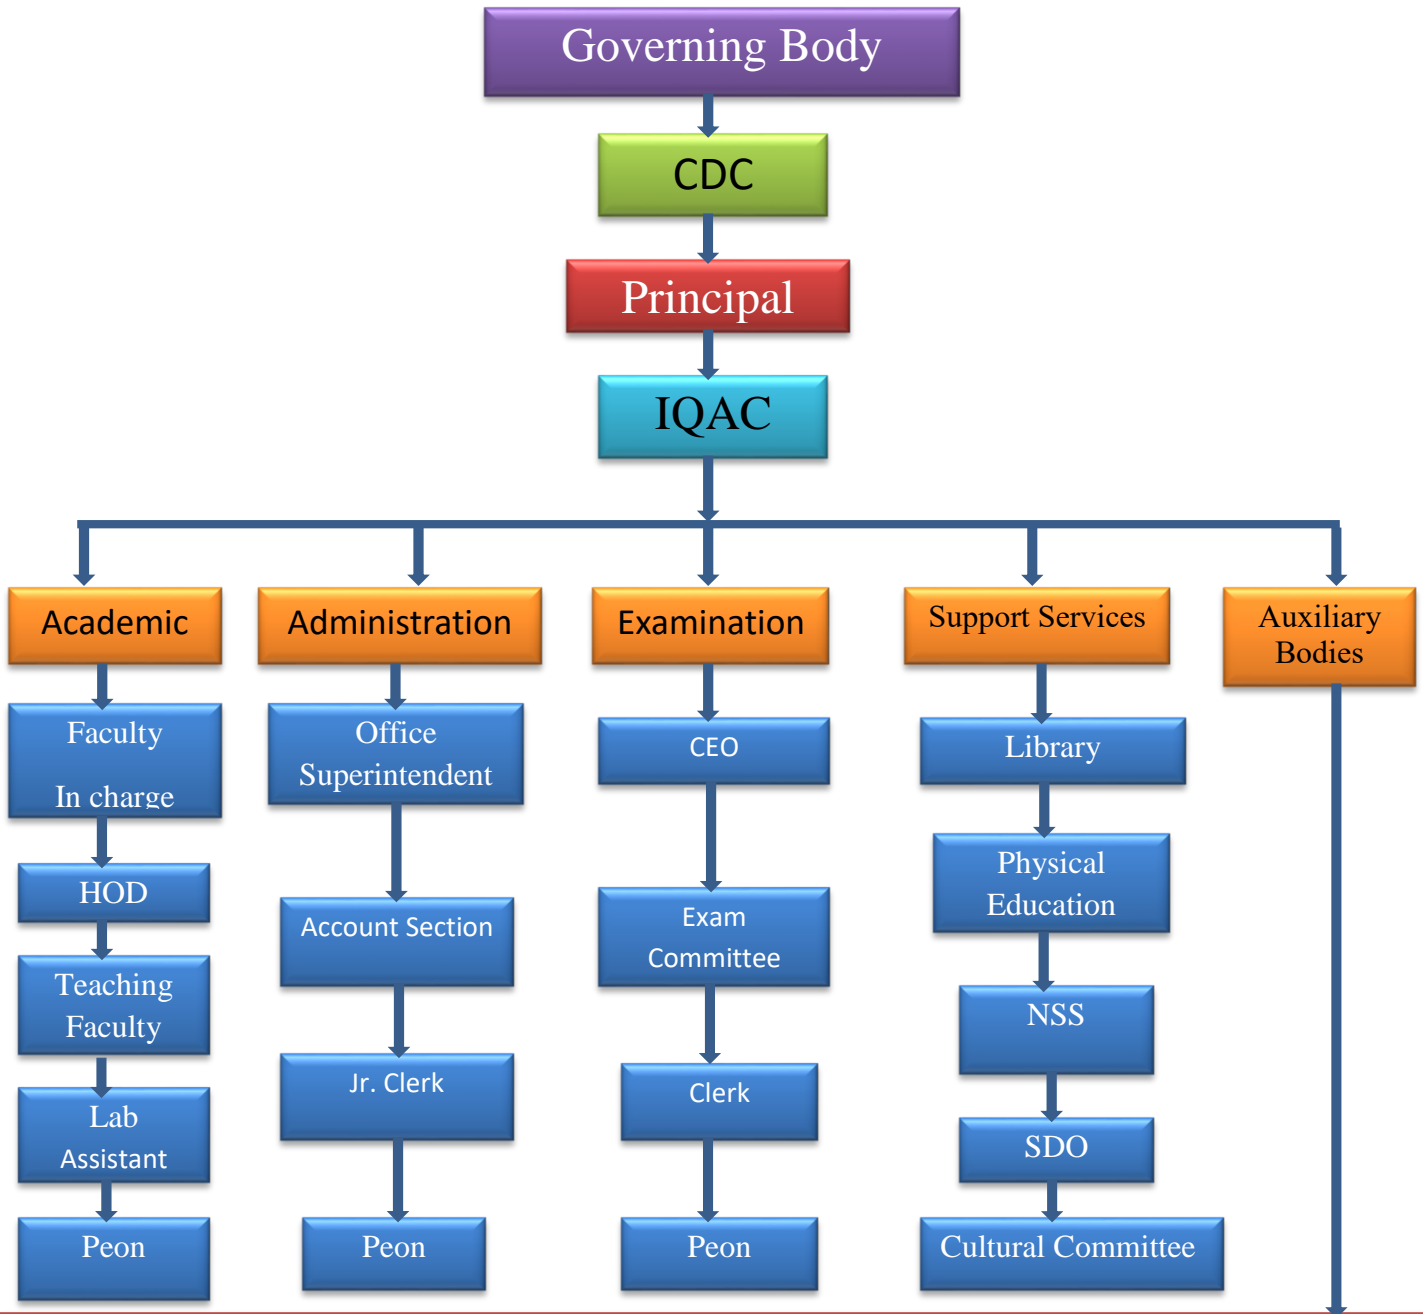 Governing Body
CDC
Principal
IQAC
Academic
Administration
Examination
Support Services
Auxiliary
Bodies
Faculty
In charge
HOD
Teaching
Faculty
Lab
Assistant
Peon
Office
Superintendent
Account Section
Jr. Clerk
Peon
CEO
Exam
Committee
Clerk
Peon
Library
Physical
Education
NSS
SDO
Cultural Committee